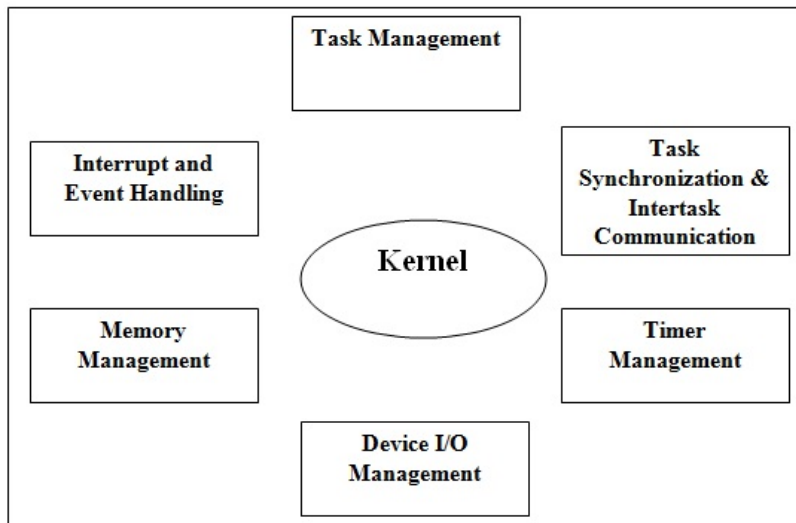 Task Management
Interrupt and
Event Handling
Task
Synchronization &
Intertask
Communication
Kernel
Memory
Management
Timer
Management
Device I/O
Management